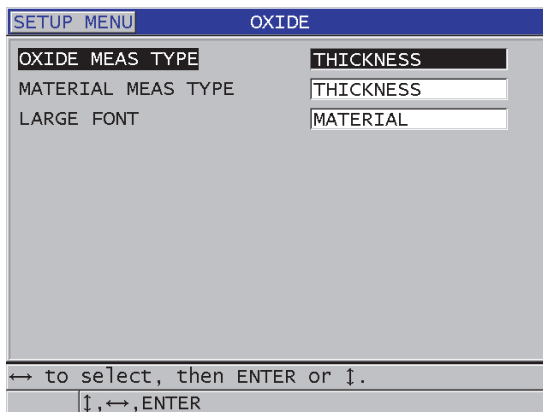 SETUP MENU OXIDE
OXIDE MEAS TYPE THICKNESS
MATERIAL MEAS TYPE THICKNESS
LARGE FONT MATERIAL
↔ to select, then ENTER or ↕.
↕,↔,ENTER